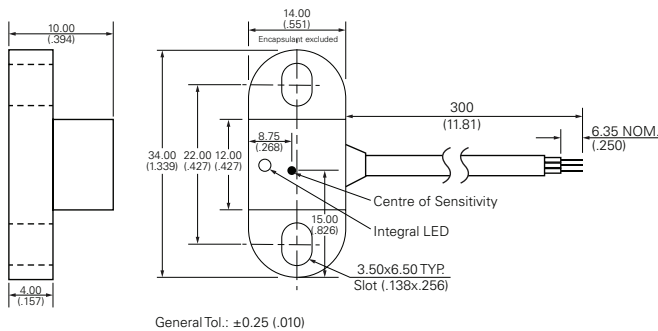 14.00
(.551)
Encapsulant excluded
10.00
(.394)
300
(11.81)
6.35 NOM.
(.250)
8.75
(.268)
34.00
(1.339)
22.00
(.427)
12.00
(.427)
Centre of Sensitivity
15.00
(.826)
Integral LED
3.50x6.50 TYP.
Slot (.138x.256)
4.00
(.157)
General Tol.: ±0.25 (.010)